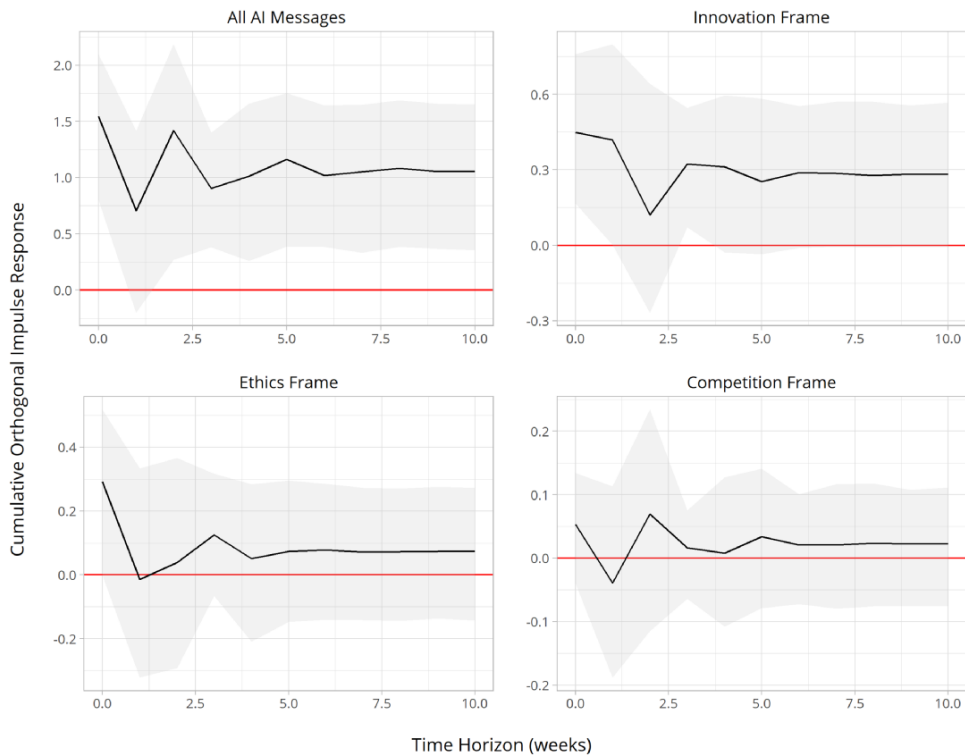 All AI Messages
2.0
1.5
1.0
0.5
0.0
0.0 2.5 5.0 7.5 10.0
Innovation Frame
0.6
0.3
0.0
-0.3
0.0 2.5 5.0 7.5 10.0
Ethics Frame
0.4
0.2
0.0
-0.2
0.0 2.5 5.0 7.5 10.0
Competition Frame
0.2
0.1
0.0
-0.1
-0.2
0.0 2.5 5.0 7.5 10.0
Cumulative Orthogonal Impulse Response
Time Horizon (weeks)